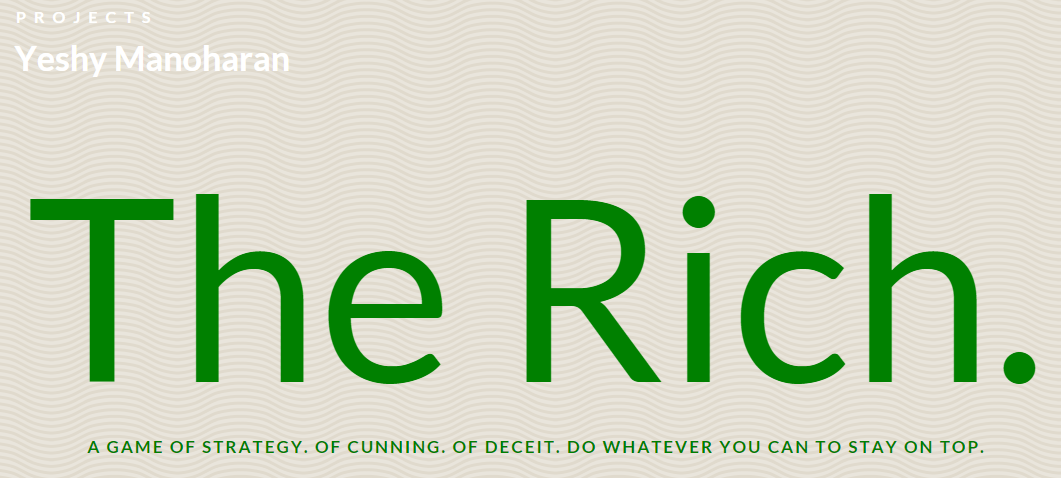 PROJECTS
Yeshy Manoharan
The Rich.
A GAME OF STRATEGY. OF CUNNING. OF DECEIT. DO WHATEVER YOU CAN TO STAY ON TOP.